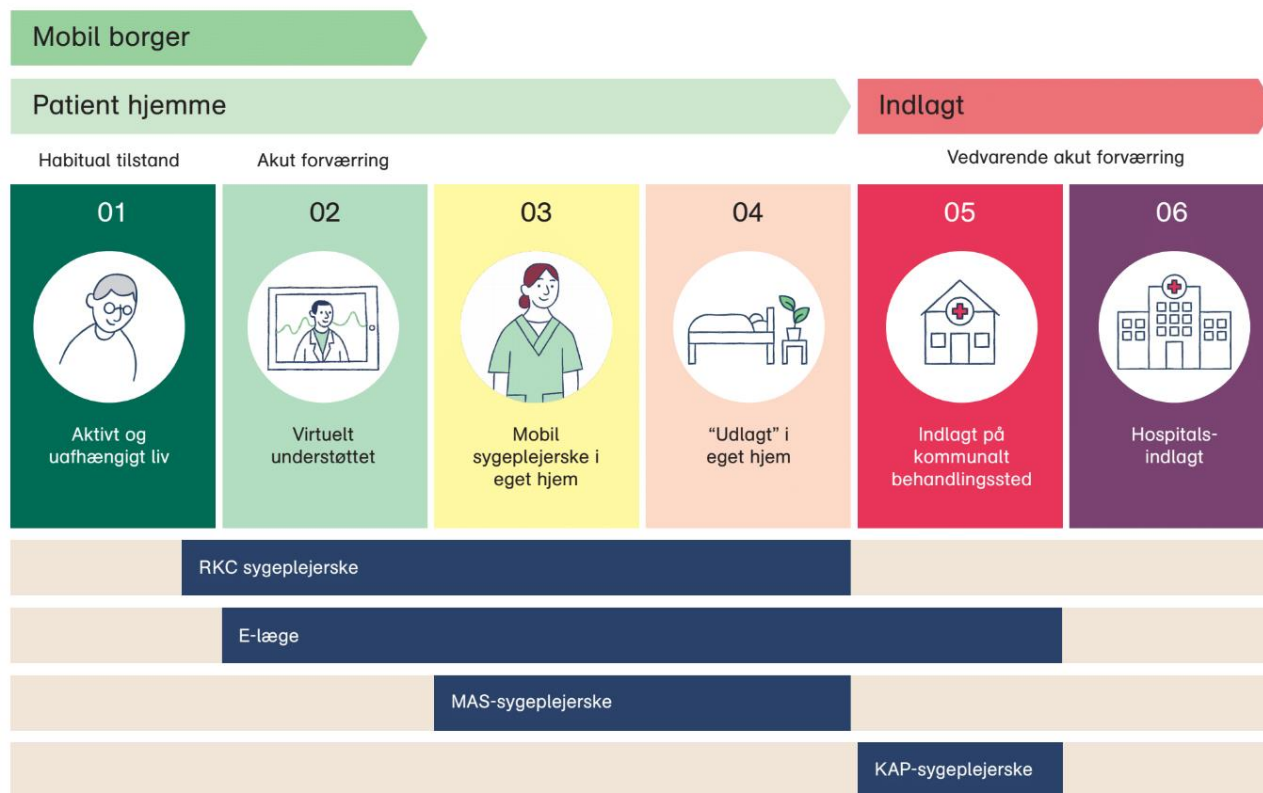 Mobil borger
Patient hjemme
Indlagt
Habitual tilstand
Akut forværring
Vedvarende akut forværring
01
02
03
04
05
06
Aktivt og
uafhængigt liv
Virtuelt
understøttet
Mobil
sygeplejerske i
eget hjem
“Udlagt” i
eget hjem
Indlagt på
kommunalt
behandlingssted
Hospitals-
indlagt
RKC sygeplejerske
E-læge
MAS-sygeplejerske
KAP-sygeplejerske